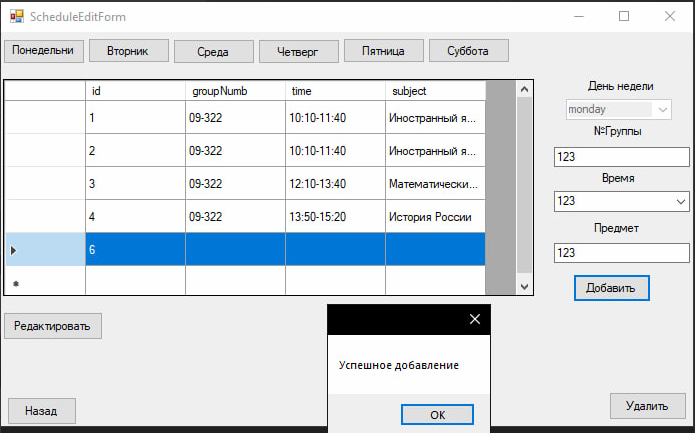 ScheduleEditForm
Понедельни Вторник Среда Четверг Пятница Суббота
id groupNumb time subject
1 09-322 10:10-11:40 Иностранный я...
2 09-322 10:10-11:40 Иностранный я...
3 09-322 12:10-13:40 Математически...
4 09-322 13:50-15:20 История России
6
День недели
monday
№Группы
123
Время
123
Предмет
123
Добавить
Редактировать
Успешное добавление
OK
Назад
Удалить